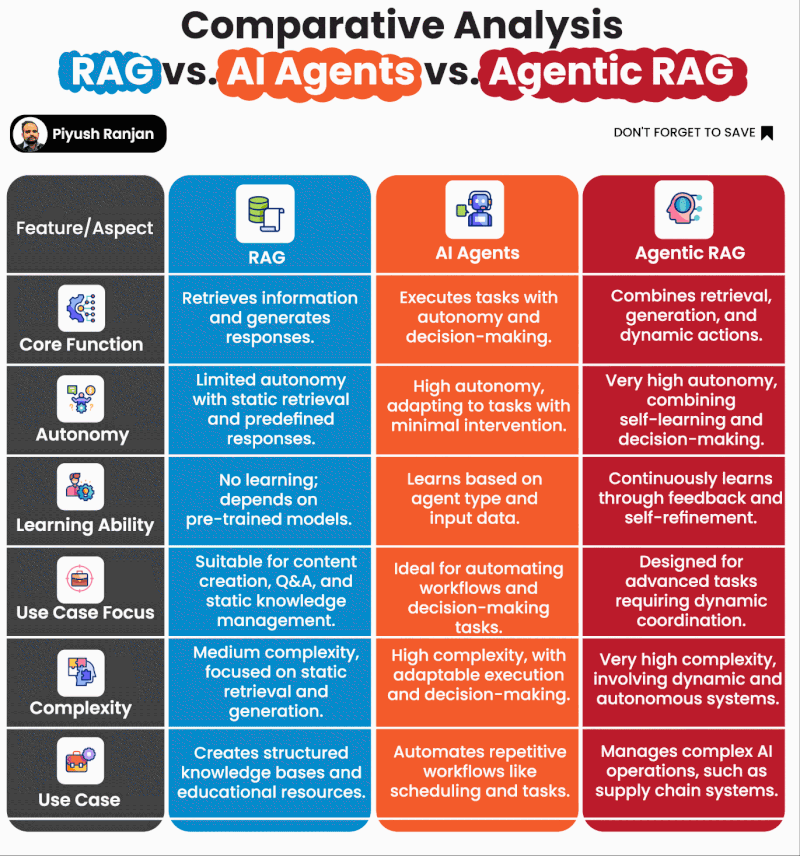 Comparative Analysis
RAG vs. AI Agents vs. Agentic RAG
Piyush Ranjan
DON'T FORGET TO SAVE
Feature/Aspect
RAG
AI Agents
Agentic RAG
Core Function
Retrieves information
and generates
responses.
Executes tasks with
autonomy and
decision-making.
Combines retrieval,
generation, and
dynamic actions.
Autonomy
Limited autonomy
with static retrieval
and predefined
responses.
High autonomy,
adapting to tasks with
minimal intervention.
Very high autonomy,
combining
self-learning and
decision-making.
Learning Ability
No learning;
depends on
pre-trained models.
Learns based on
agent type and
input data.
Continuously learns
through feedback and
self-refinement.
Use Case Focus
Suitable for content
creation, Q&A, and
static knowledge
management.
Ideal for automating
workflows and
decision-making
tasks.
Designed for
advanced tasks
requiring dynamic
coordination.
Complexity
Medium complexity,
focused on static
retrieval and
generation.
High complexity, with
adaptable execution
and decision-making.
Very high complexity,
involving dynamic and
autonomous systems.
Use Case
Creates structured
knowledge bases and
educational resources.
Automates repetitive
workflows like
scheduling and tasks.
Manages complex AI
operations, such as
supply chain systems.